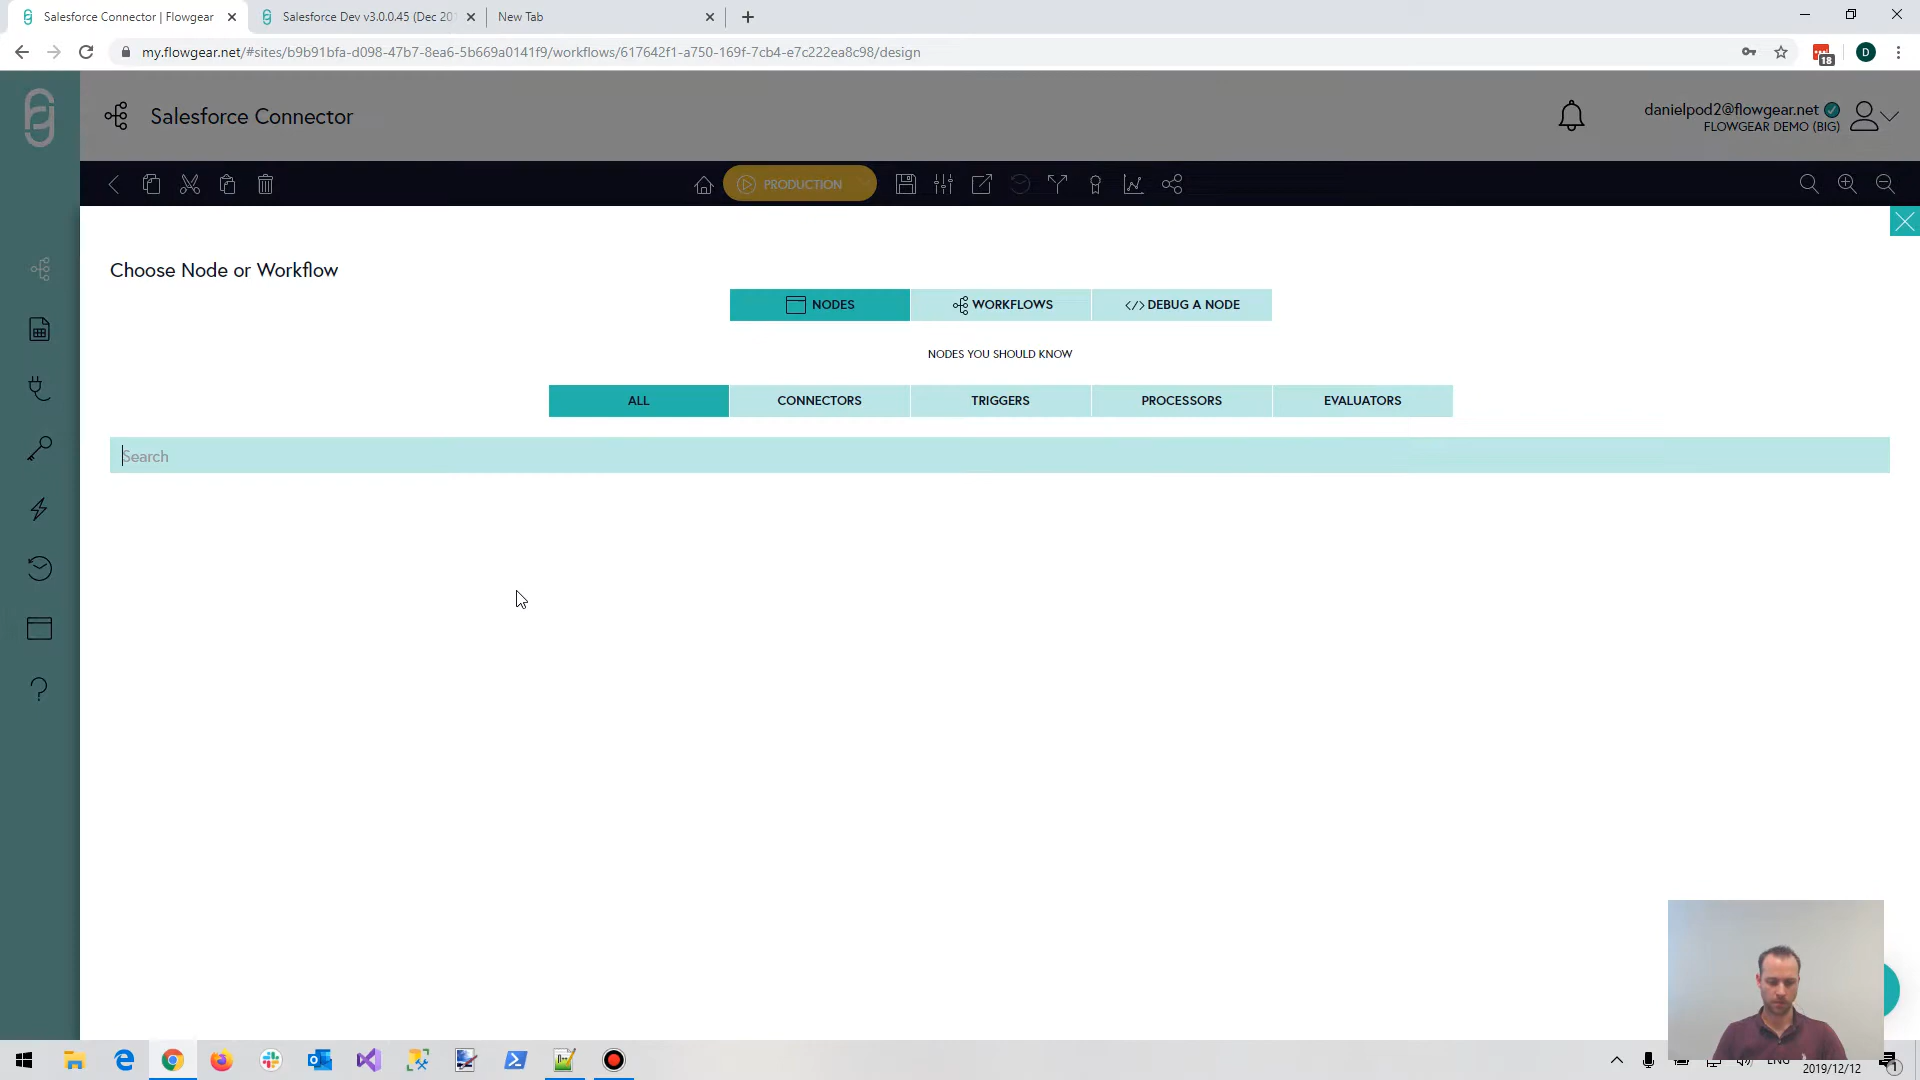 Salesforce Connector | Flowgear
Salesforce Dev v3.0.0.45 (Dec 20
New Tab
my.flowgear.net/#sites/b9b91bfa-d098-47b7-8ea6-5b669a0141f9/workflows/617642f1-a750-169f-7cb4-e7c222ea8c98/design
18
D
Salesforce Connector
danielpod2@flowgear.net
FLOWGEAR DEMO (BIG)
PRODUCTION
Choose Node or Workflow
NODES
WORKFLOWS
</> DEBUG A NODE
NODES YOU SHOULD KNOW
ALL
CONNECTORS
TRIGGERS
PROCESSORS
EVALUATORS
Search
ENG
2019/12/12
1